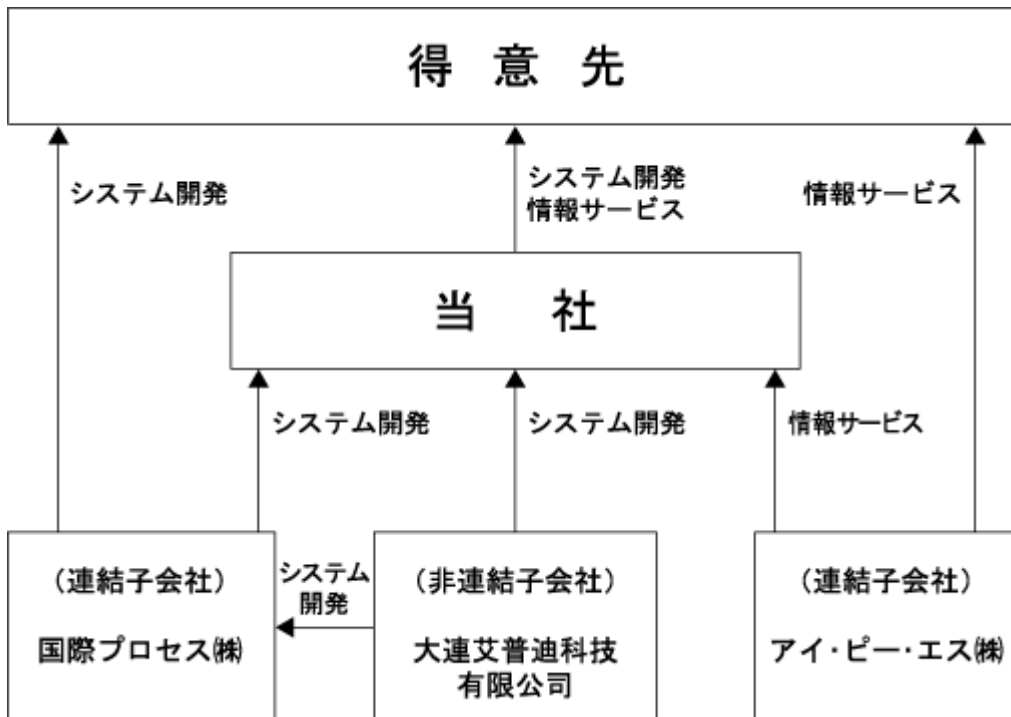 得意先
システム開発
システム開発
情報サービス
情報サービス
当社
システム開発
システム開発
情報サービス
(連結子会社)
国際プロセス㈱
システム
開発
(非連結子会社)
大連艾普迪科技
有限公司
(連結子会社)
アイ・ピー・エス㈱